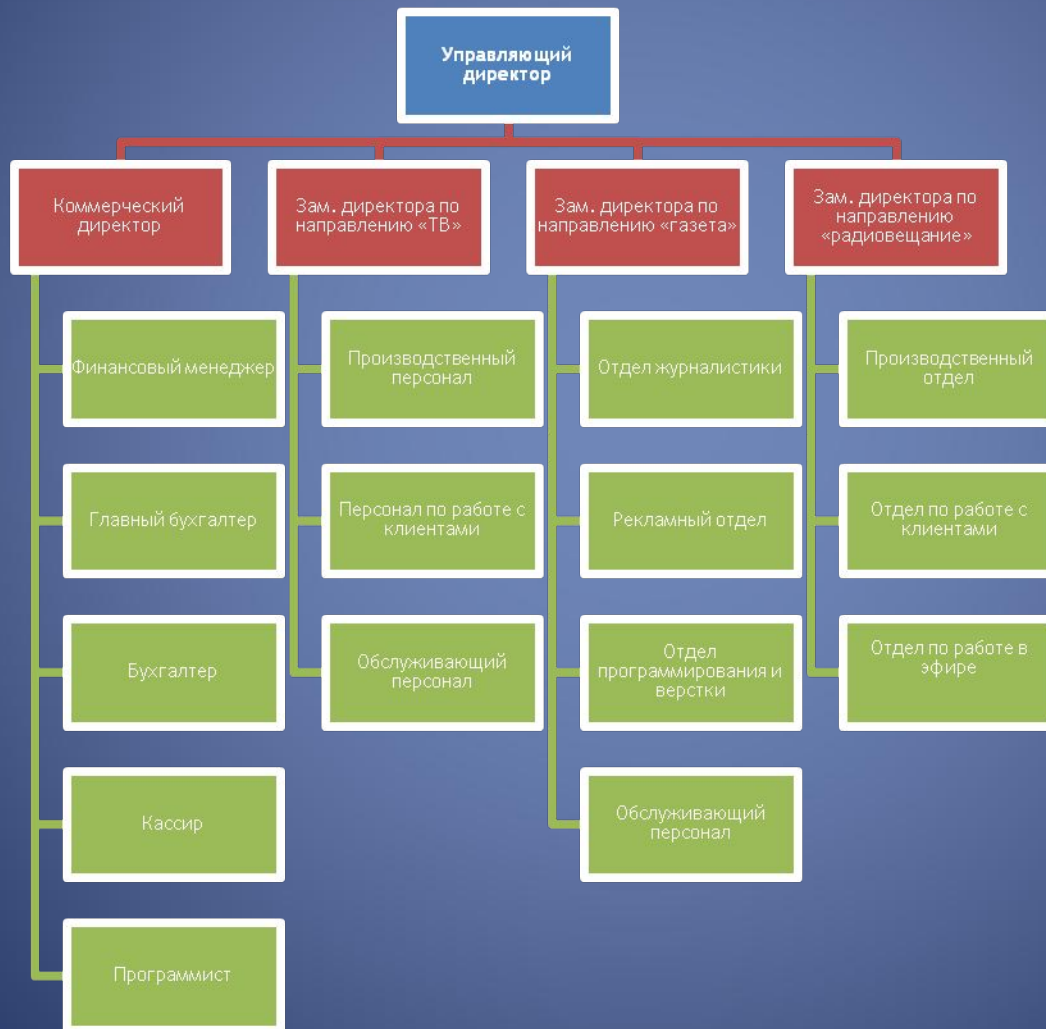 Управляющий
директор
Коммерческий
директор
Зам. директора по
направлению «ТВ»
Зам. директора по
направлению «газета»
Зам. директора по
направлению
«радиовещание»
Финансовый менеджер
Производственный
персонал
Отдел журналистики
Производственный
отдел
Главный бухгалтер
Персонал по работе с
клиентами
Рекламный отдел
Отдел по работе с
клиентами
Бухгалтер
Обслуживающий
персонал
Отдел
программирования и
верстки
Отдел по работе в
эфире
Кассир
Обслуживающий
персонал
Программист